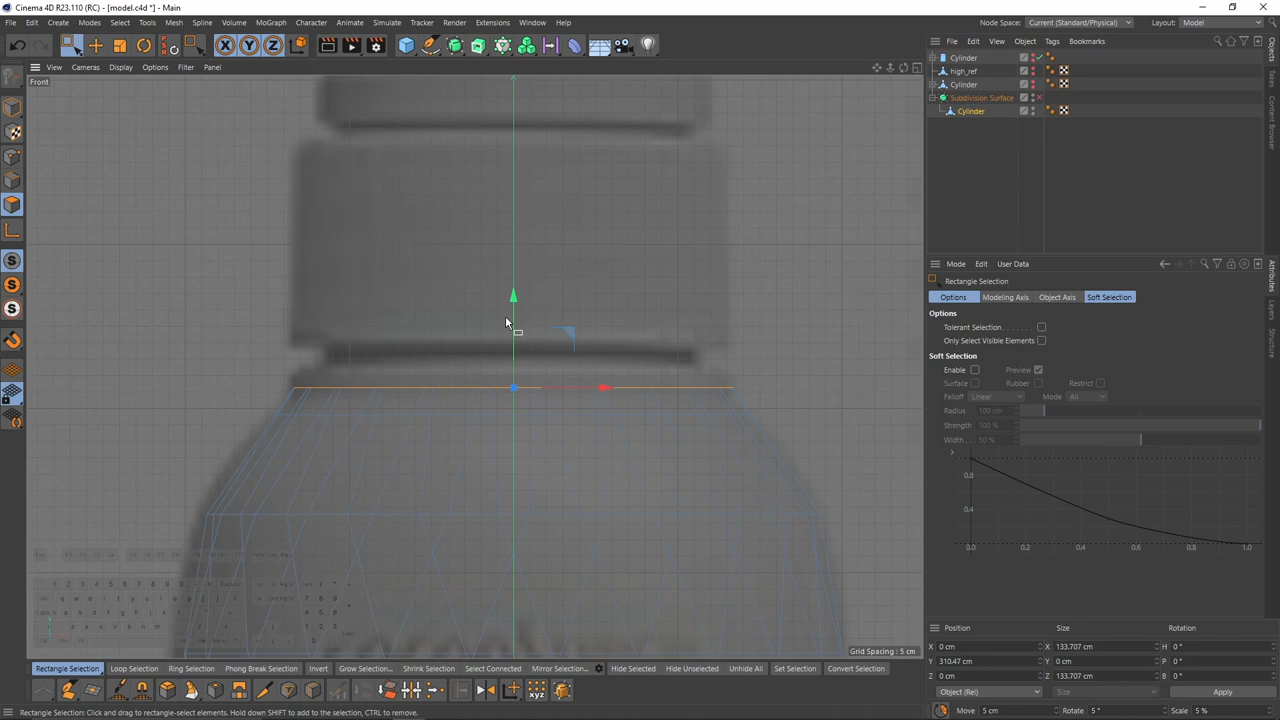 Cinema 4D R23.110 (RC) - [model.c4d *] - Main
File Edit Create Modes Select Tools Mesh Spline Volume MoGraph Character Animate Simulate Tracker Render Extensions Window Help
Node Space: Current (Standard/Physical) Layout: Model
X Y Z
View Cameras Display Options Filter Panel
Front
File Edit View Object Tags Bookmarks
Cylinder
high_ref
Cylinder
Subdivision Surface
Cylinder
Objects
Takes
Content Browser
Mode Edit User Data
Rectangle Selection
Options Modeling Axis Object Axis Soft Selection
Options
Tolerant Selection
Only Select Visible Elements
Soft Selection
Enable Preview
Surface Rubber Restrict
Falloff Linear Mode All
Radius 100 cm
Strength 100 %
Width 50 %
0.8
0.4
0.0 0.2 0.4 0.6 0.8 1.0
Attributes
Layers
Structure
Grid Spacing : 5 cm
Position Size Rotation
X 0 cm X 133.707 cm H 0 °
Y 310.47 cm Y 0 cm P 0 °
Z 0 cm Z 133.707 cm B 0 °
Object (Rel) Size Apply
Move 5 cm Rotate 5 ° Scale 5 %
Rectangle Selection Loop Selection Ring Selection Phong Break Selection Invert Grow Selection... Shrink Selection Select Connected Mirror Selection... Hide Selected Hide Unselected Unhide All Set Selection Convert Selection
Rectangle Selection: Click and drag to rectangle-select elements. Hold down SHIFT to add to the selection, CTRL to remove.